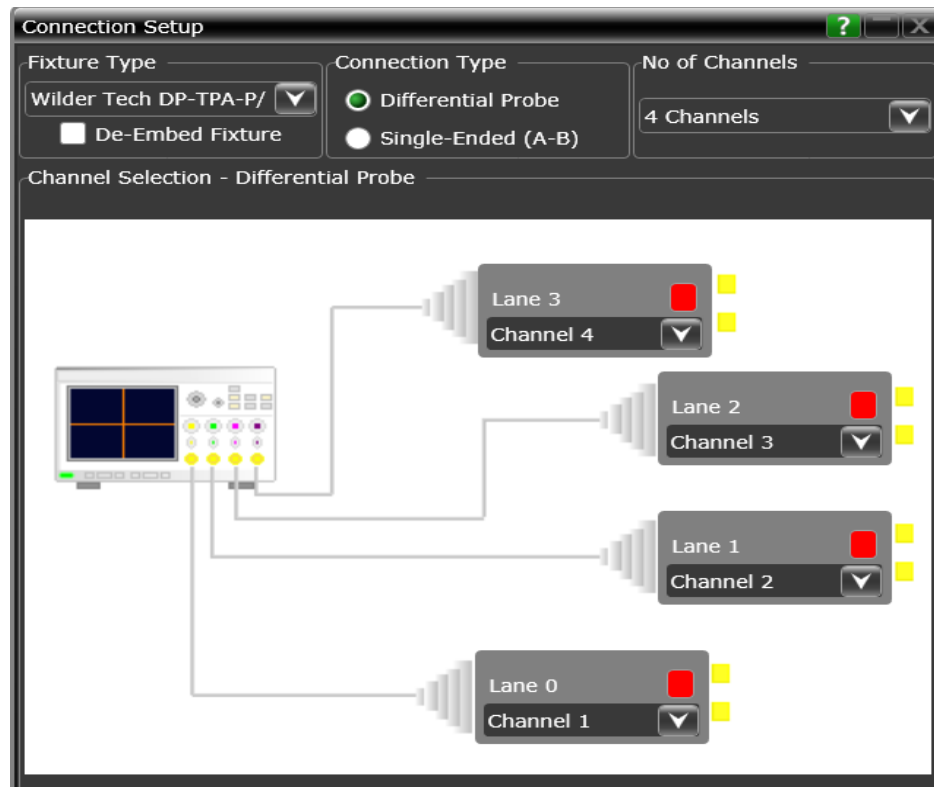 Connection Setup
?
Fixture Type
Connection Type
No of Channels
Wilder Tech DP-TPA-P/
De-Embed Fixture
Differential Probe
Single-Ended (A-B)
4 Channels
Channel Selection - Differential Probe
Lane 3
Channel 4
Lane 2
Channel 3
Lane 1
Channel 2
Lane 0
Channel 1